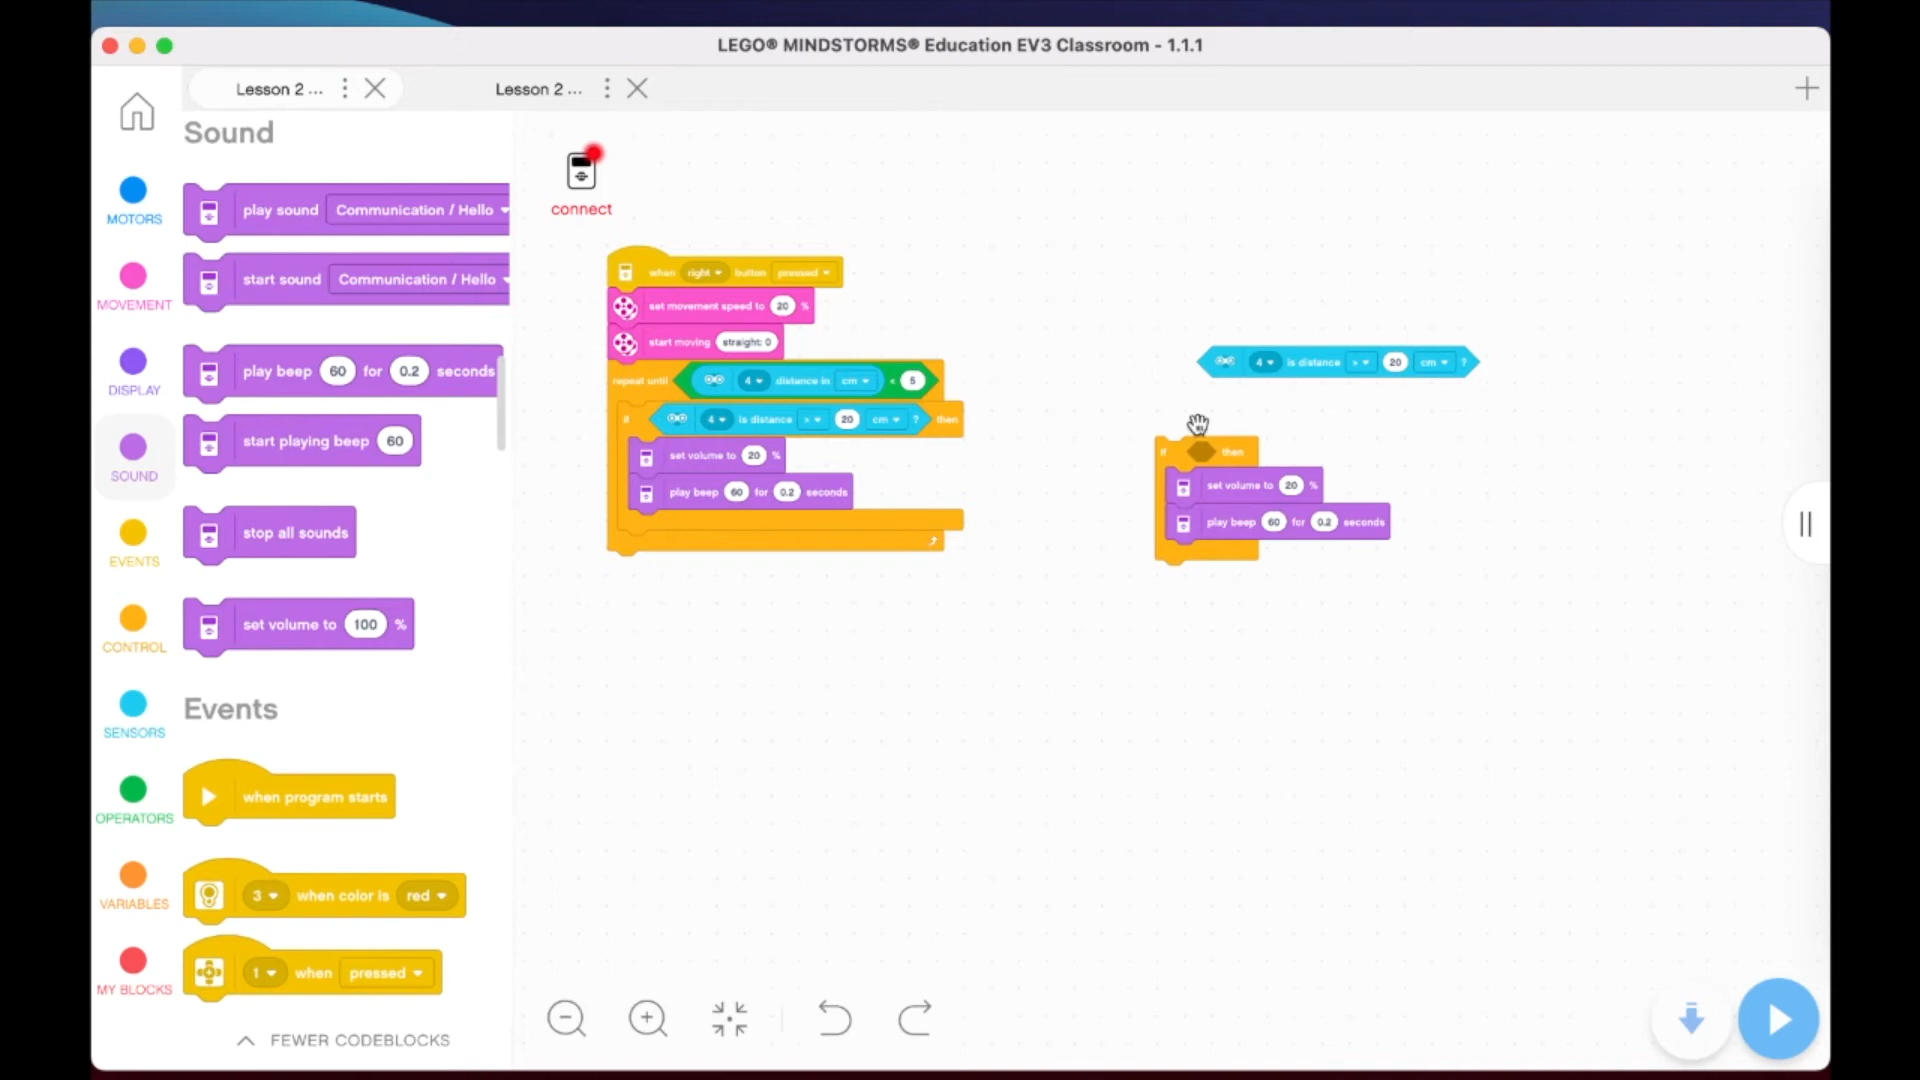 LEGO® MINDSTORMS® Education EV3 Classroom - 1.1.1
Lesson 2 ...
Lesson 2 ...
MOTORS
MOVEMENT
DISPLAY
SOUND
EVENTS
CONTROL
SENSORS
OPERATORS
VARIABLES
MY BLOCKS
Sound
play sound Communication / Hello
start sound Communication / Hello
play beep 60 for 0.2 seconds
start playing beep 60
stop all sounds
set volume to 100 %
Events
when program starts
3 when color is red
1 when pressed
FEWER CODEBLOCKS
connect
when right button pressed
set movement speed to 20 %
start moving straight: 0
repeat until 4 distance in cm < 5
If 4 is distance > 20 cm ? then
set volume to 20 %
play beep 60 for 0.2 seconds
4 is distance > 20 cm ?
If then
set volume to 20 %
play beep 60 for 0.2 seconds